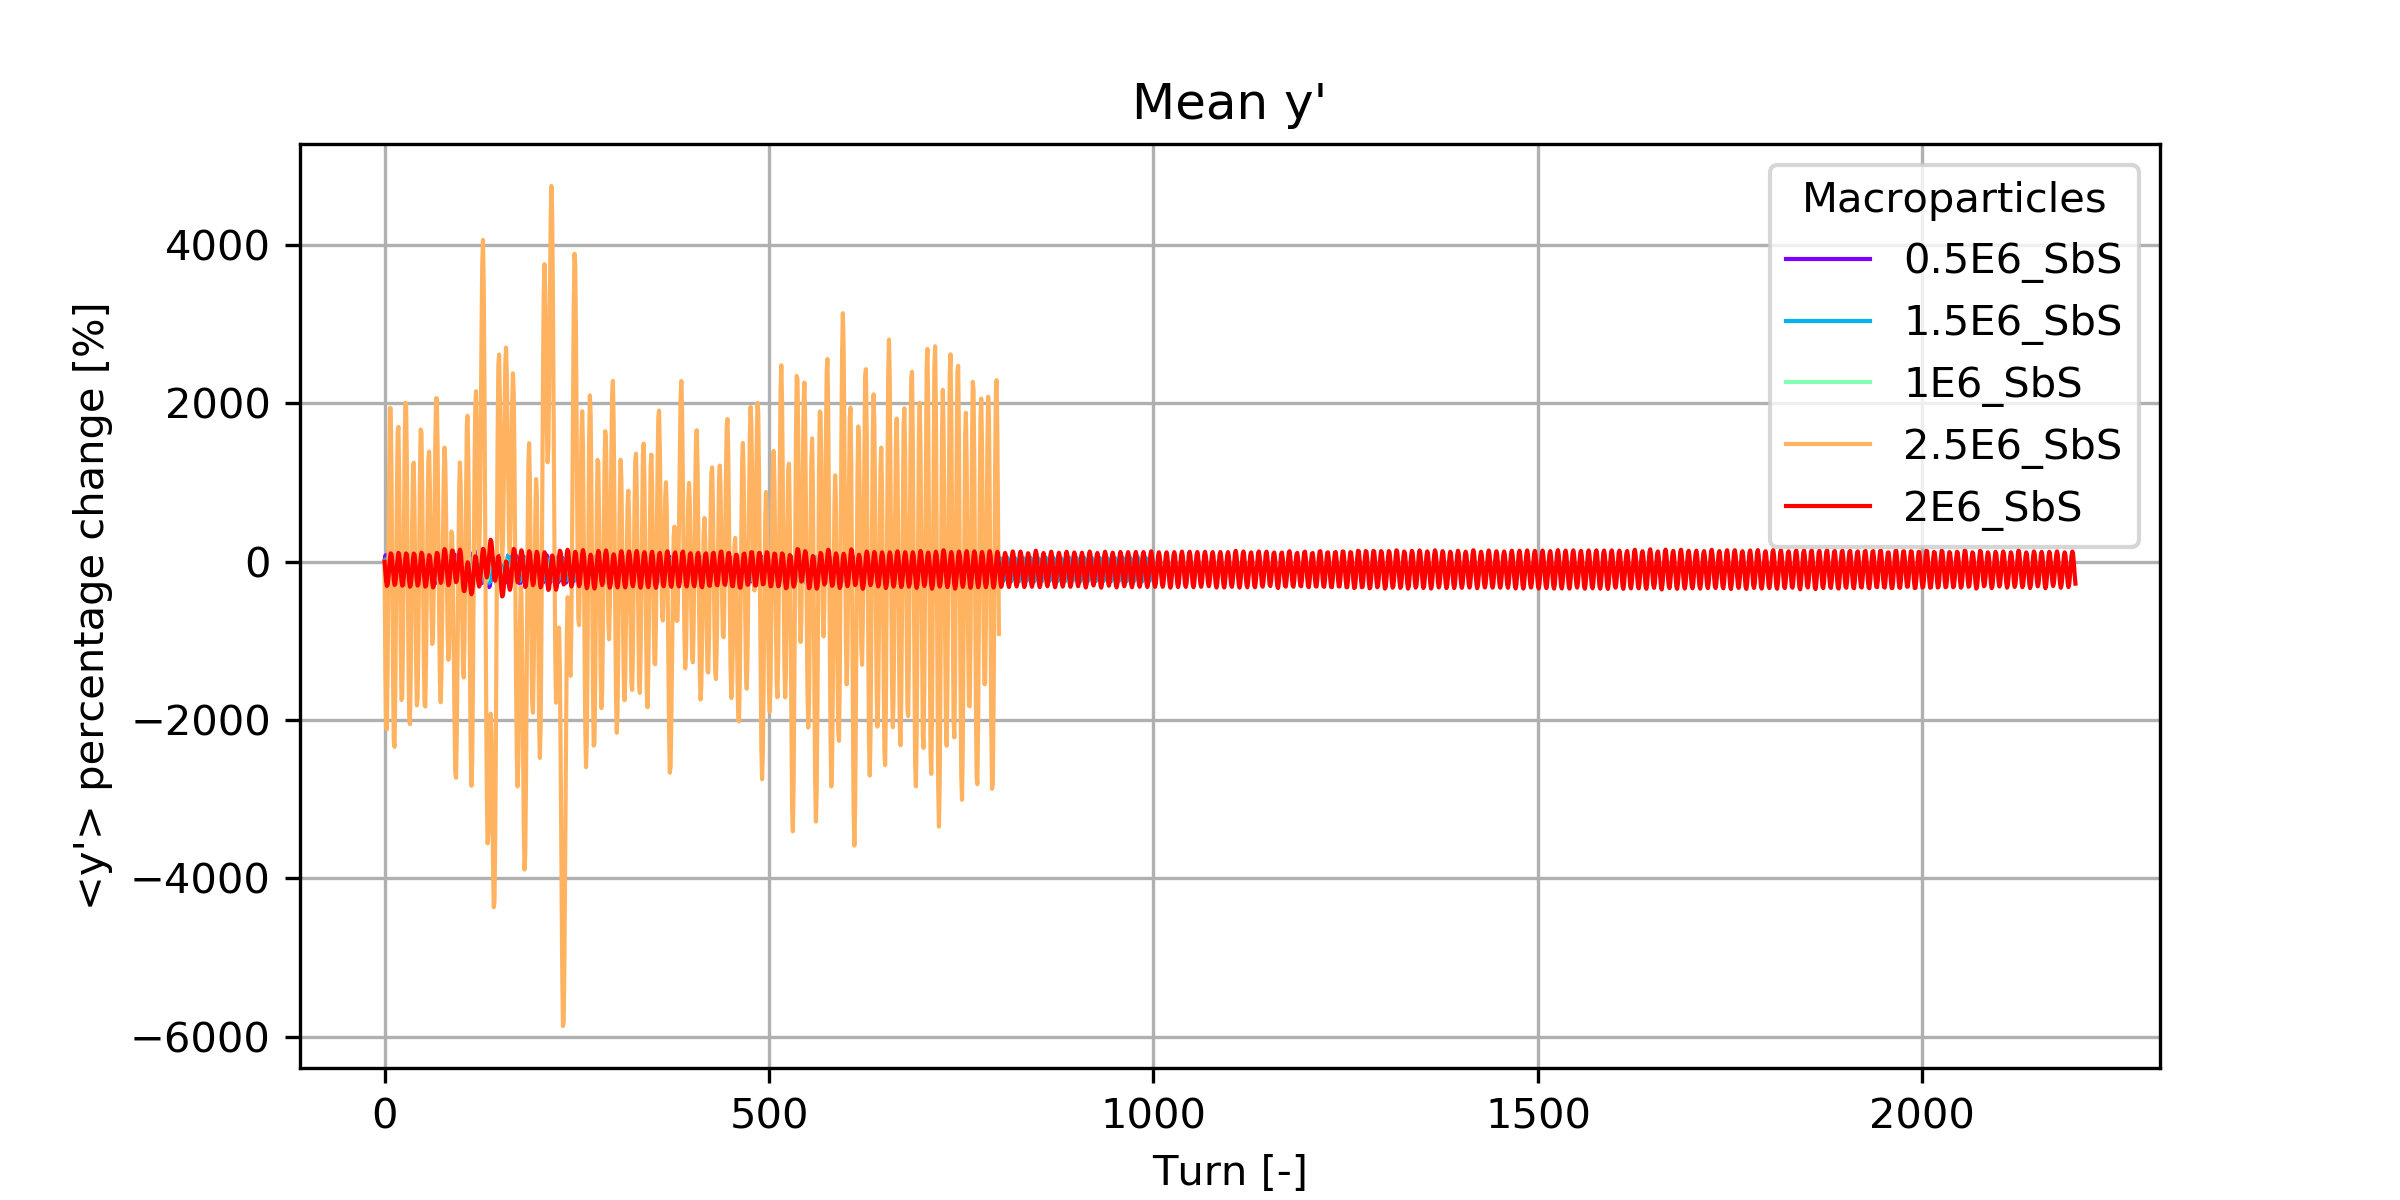 Mean y'
<y'> percentage change [%]
4000
2000
0
−2000
−4000
−6000
Macroparticles
0.5E6_SbS
1.5E6_SbS
1E6_SbS
2.5E6_SbS
2E6_SbS
0 500 1000 1500 2000
Turn [-]